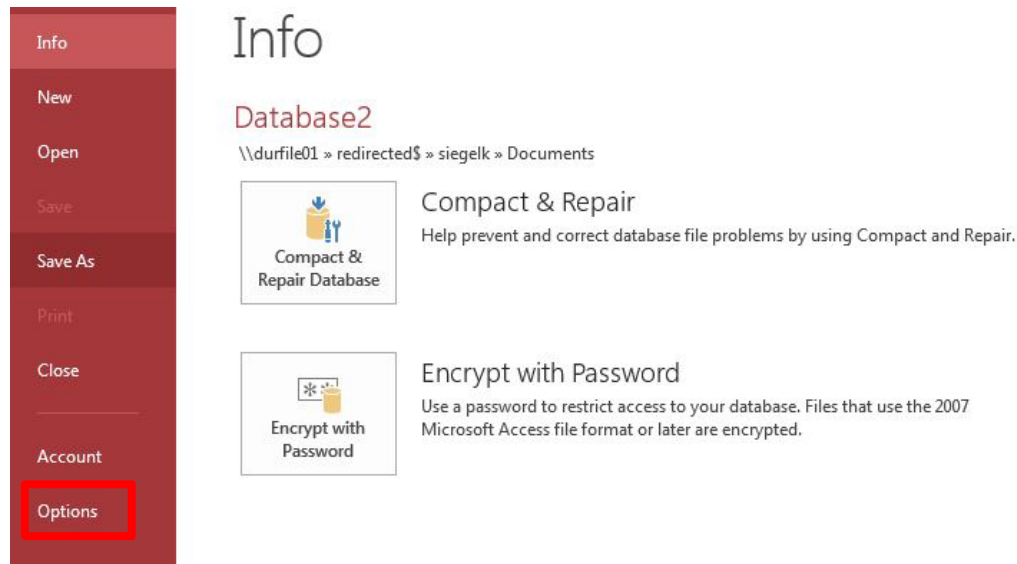 Info
New
Open
Save
Save As
Print
Close
Account
Options
Info
Database2
\\durfile01 » redirected$ » siegelk » Documents
Compact &
Repair Database
Compact & Repair
Help prevent and correct database file problems by using Compact and Repair.
Encrypt with
Password
Encrypt with Password
Use a password to restrict access to your database. Files that use the 2007
Microsoft Access file format or later are encrypted.